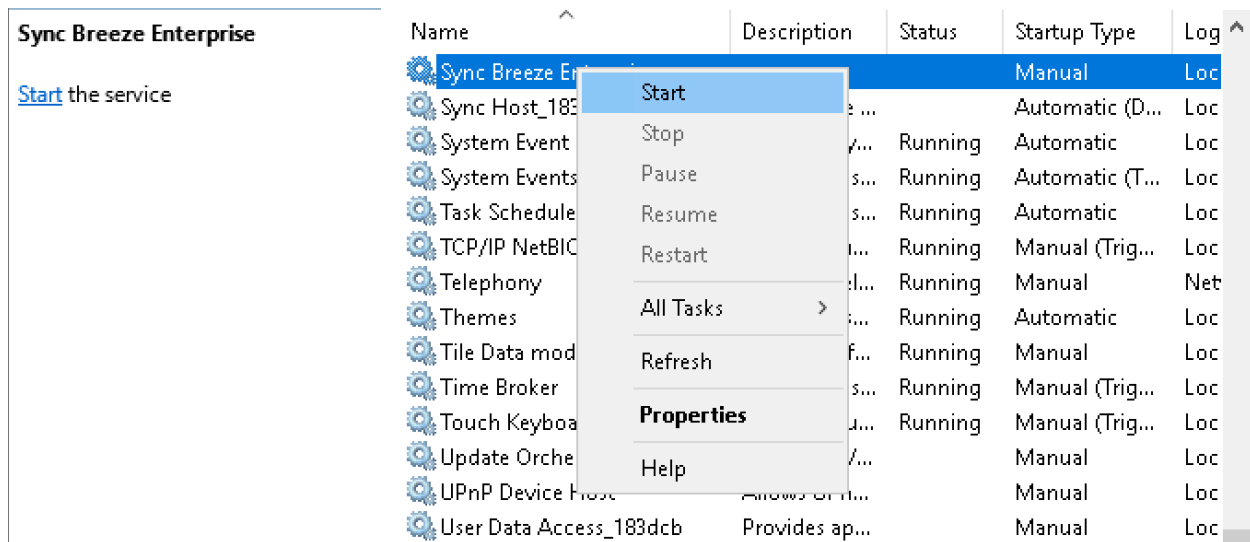 Sync Breeze Enterprise
Start the service
Name Description Status Startup Type Log
Sync Breeze Manual Loc
Start
Sync Host_183 ... Automatic (D... Loc
Stop
System Event Running Automatic Loc
Pause
System Events s... Running Automatic (T... Loc
Resume
Task Schedule s... Running Automatic Loc
Restart
TCP/IP NetBIO Running Manual (Trig... Loc
Telephony Running Manual Net
All Tasks
Themes Running Automatic Loc
Tile Data mod Running Manual Loc
Refresh
Time Broker s... Running Manual (Trig... Loc
Properties
Touch Keyboa Running Manual (Trig... Loc
Update Orche Manual Loc
Help
UPnP Device Host Manual Loc
User Data Access_183dcb Provides ap... Manual Loc